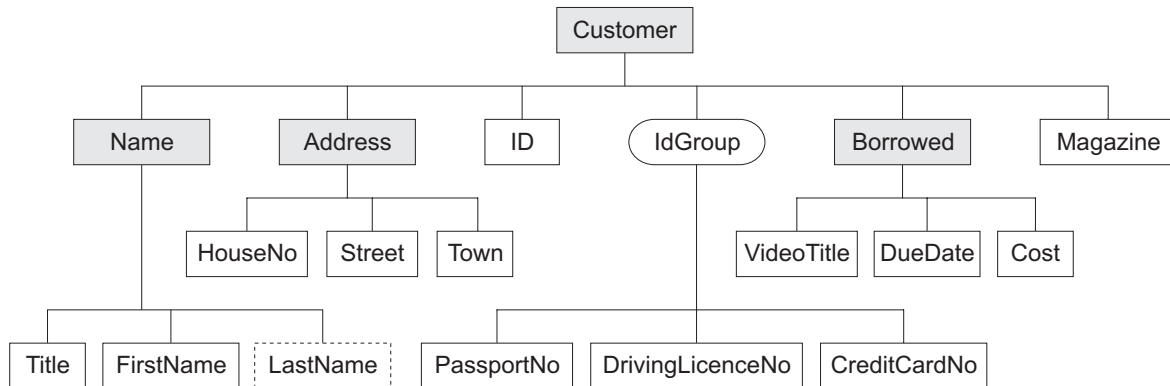 Customer
Name Address ID IdGroup Borrowed Magazine
HouseNo Street Town VideoTitle DueDate Cost
Title FirstName LastName PassportNo DrivingLicenceNo CreditCardNo